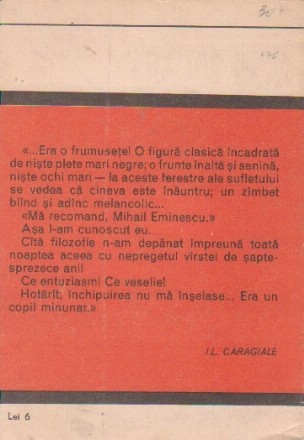 «...Era o frumusețe! O figură clasică încadrată
de niște plete mari negre; o frunte înaltă și senină,
niște ochi mari — la aceste ferestre ale sufletului
se vedea că cineva este înăuntru; un zîmbet
blînd și adînc melancolic...
«Mă recomand, Mihail Eminescu.»
Așa l-am cunoscut eu.
Cîtă filozofie n-am depănat împreună toată
noaptea aceea cu nepregetul vîrstei de șapte-
sprezece ani!
Ce entuziasm! Ce veselie!
Hotărît; închipuirea nu mă înșelase... Era un
copil minunat.»
I.L. CARAGIALE
Lei 6